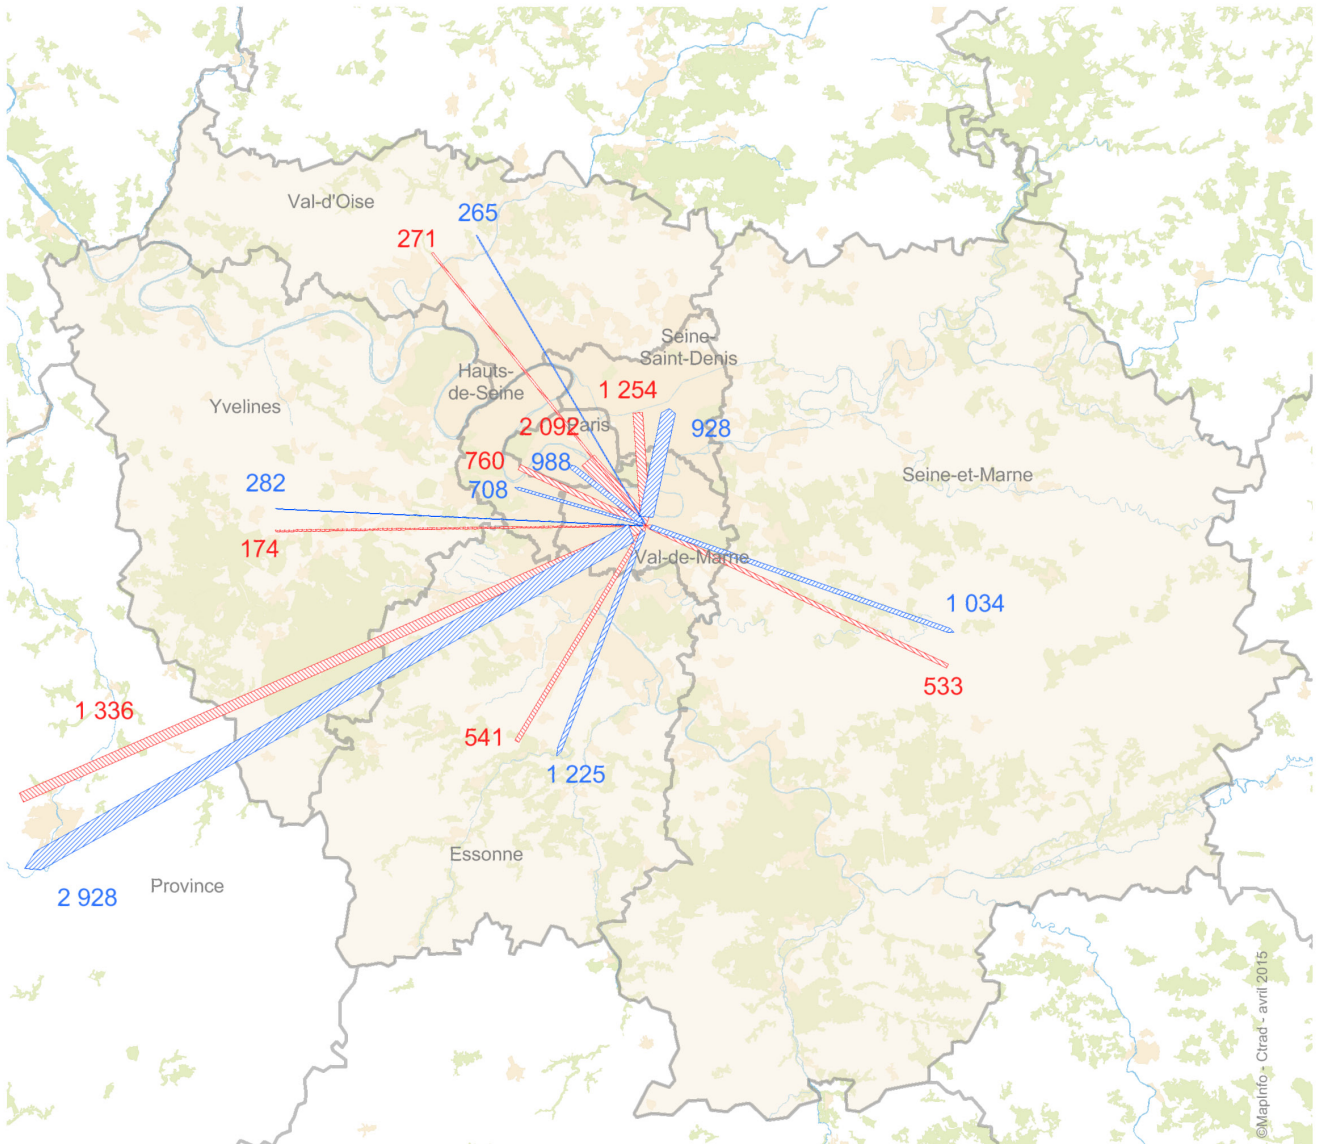 Val-d'Oise
265
271
Seine-
Saint-Denis
Hauts-
de-Seine
1 254
Yvelines
2 092
Paris
928
760
988
Seine-et-Marne
708
282
174
Val-de-Marne
1 034
533
1 336
541
1 225
Essonne
Province
2 928
©MapInfo - Ctrad - avril 2015